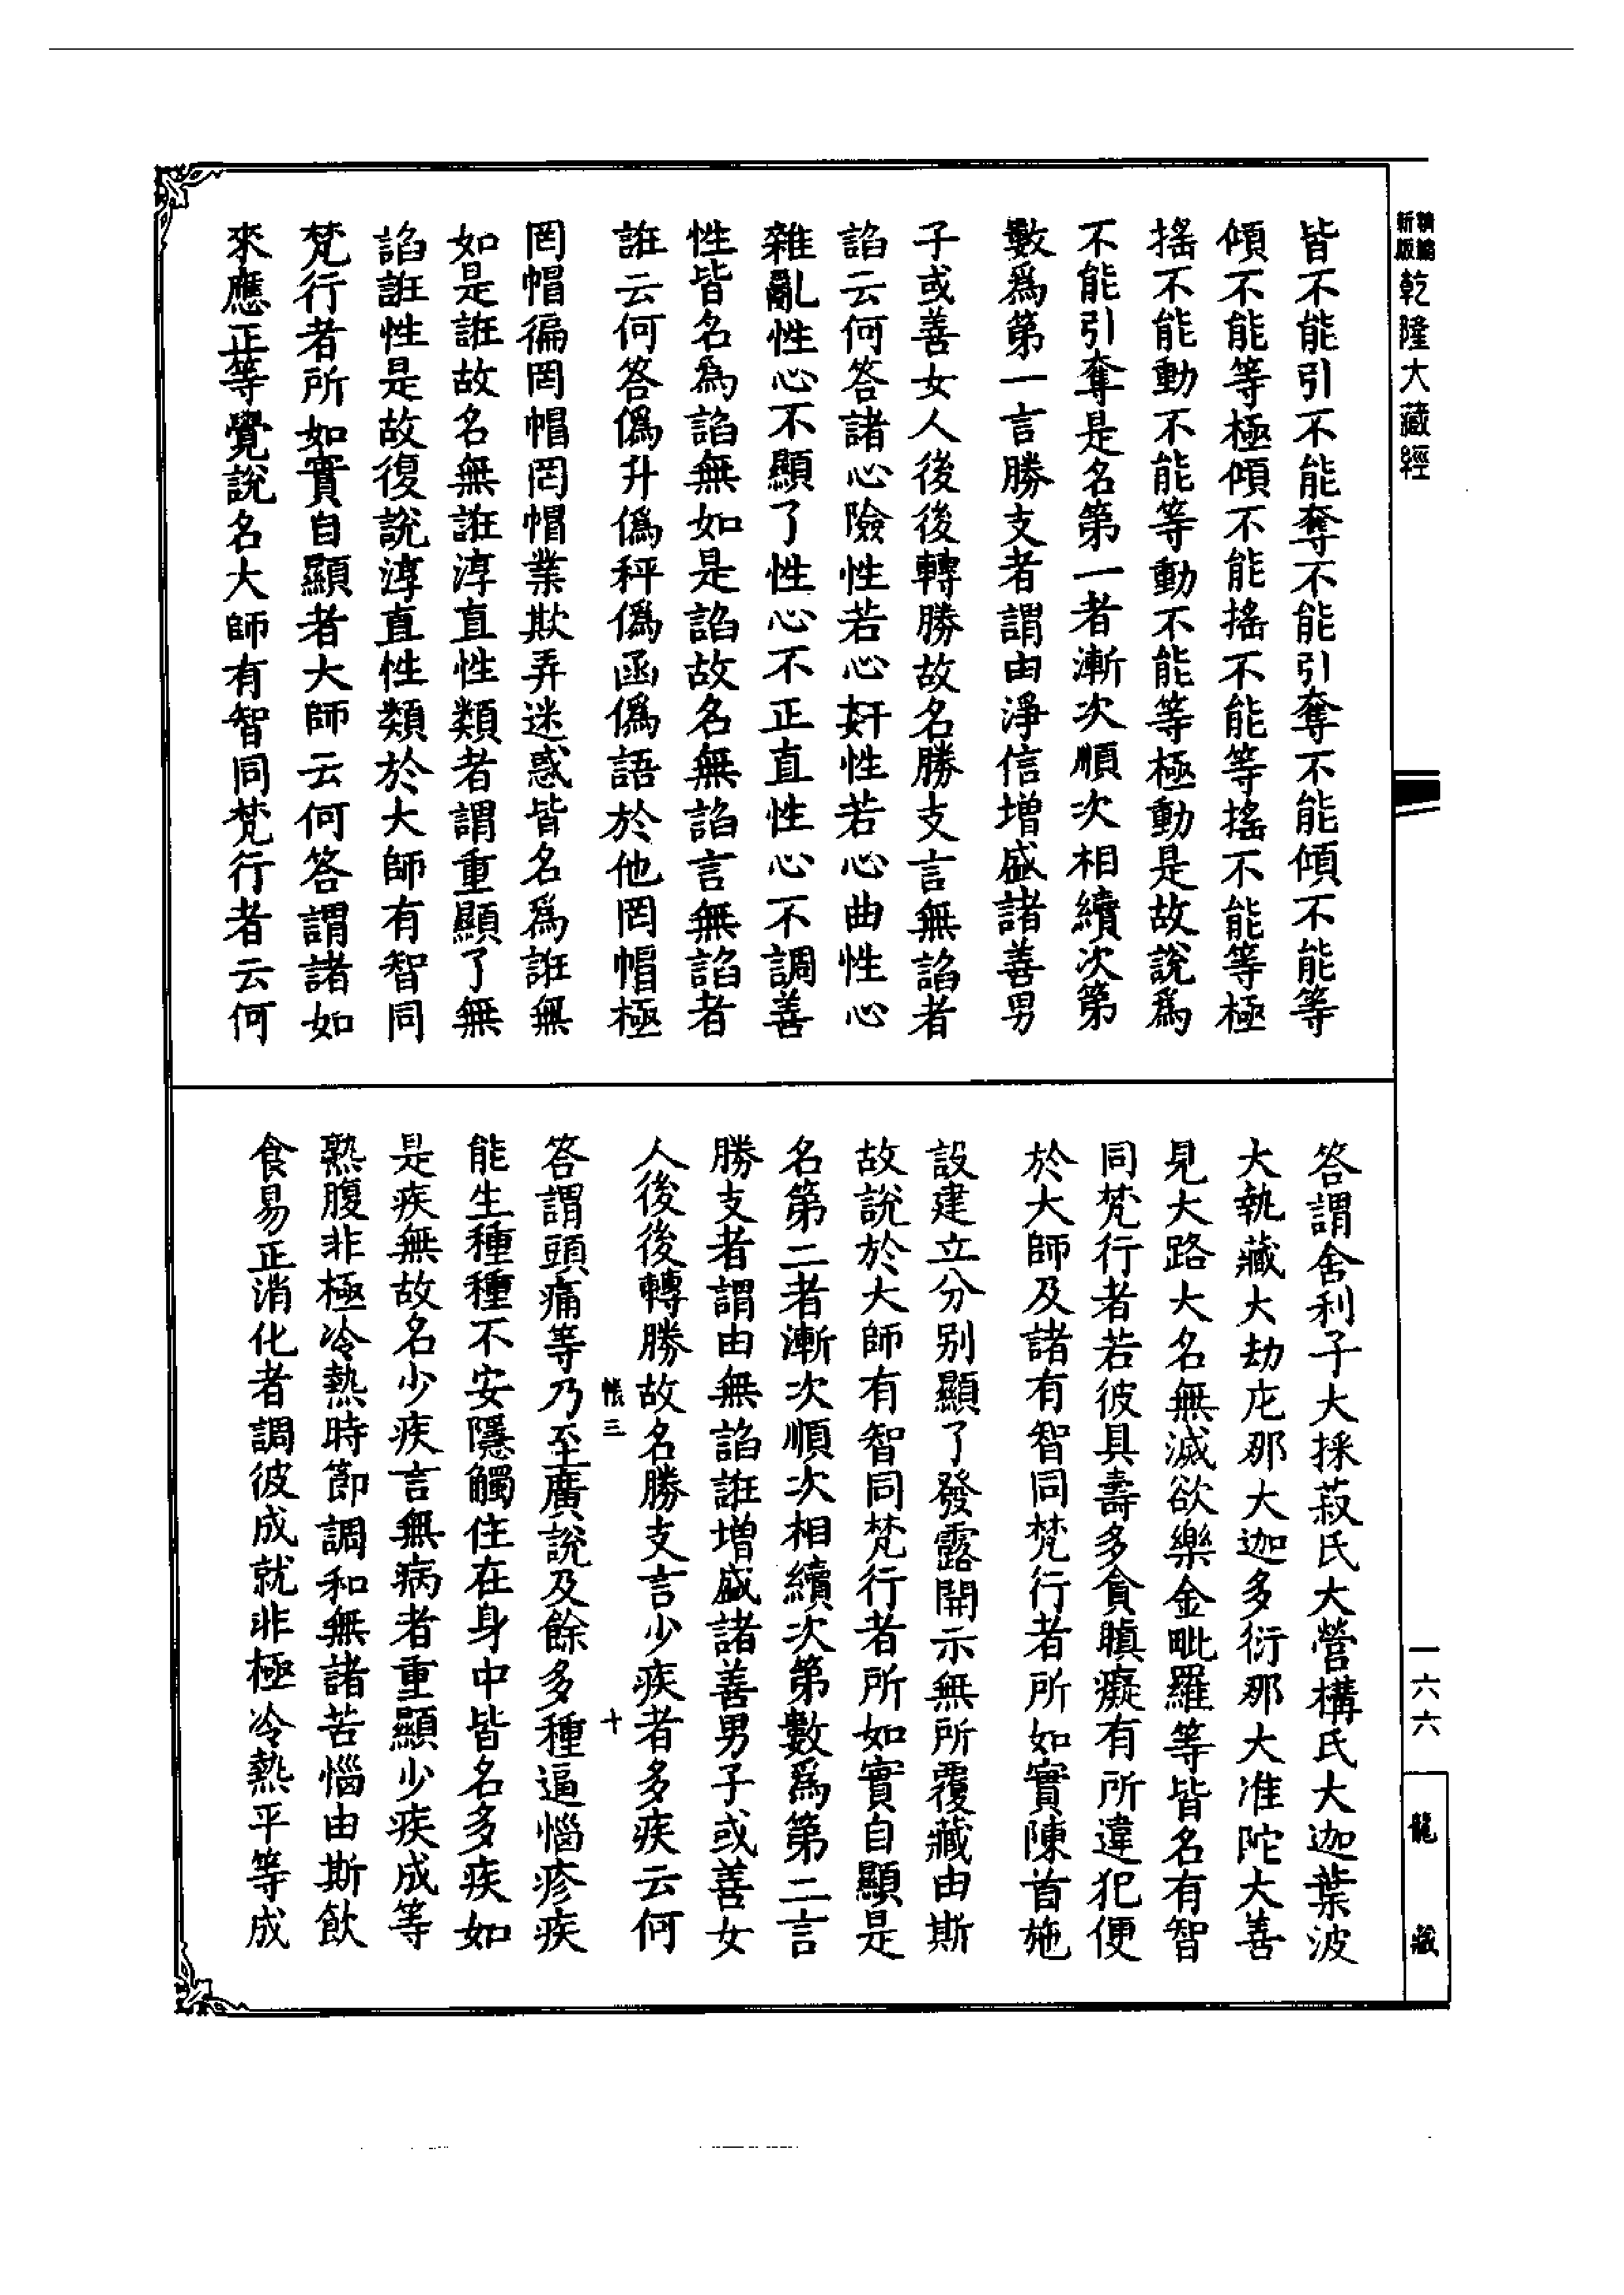 新編縮版 乾隆大藏經
皆不能引不能奪不能引奪不能傾不能等
傾不能等極傾不能搖不能等搖不能等極
搖不能動不能等動不能等極動是故說爲
不能引奪是名第一者漸次順次相續次第
數爲第一言勝支者謂由淨信增盛諸善男
子或善女人後後轉勝故名勝支言無諂者
諂云何答諸心險性若心奸性若心曲性心
雜亂性心不顯了性心不正直性心不調善
性皆名為諂無如是諂故名無諂言無諂者
誑云何答偽升偽秤偽函偽語於他罔帽極
罔帽徧罔帽罔帽業欺弄迷惑皆名爲誑無
如是誑故名無誑淳直性類者謂重顯了無
諂誑性是故復說淳直性類於大師有智同
梵行者所如實自顯者大師云何答謂諸如
來應正等覺說名大師有智同梵行者云何
答謂舍利子大採菽氏大營構氏大迦葉波
大執藏大劫庀那大迦多衍那大准陀大善
見大路大名無滅欲樂金毗羅等皆名有智
同梵行者若彼具壽多貪瞋癡有所違犯便
於大師及諸有智同梵行者所如實陳首施
設建立分別顯了發露開示無所覆藏由斯
故說於大師有智同梵行者所如實自顯是
名第二者漸次順次相續次第數爲第二言
勝支者謂由無諂誑增盛諸善男子或善女
人後後轉勝故名勝支言少疾者多疾云何
帳三 十
答謂頭痛等乃至廣說及餘多種逼惱疹疾
能生種種不安隱觸住在身中皆名多疾如
是疾無故名少疾言無病者重顯少疾成等
熟腹非極冷熱時節調和無諸苦惱由斯飲
食易正消化者調彼成就非極冷熱平等成
一六六
龍藏